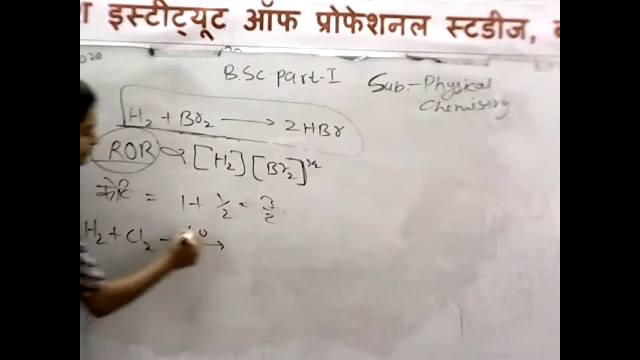 इंस्टीट्यूट ऑफ प्रोफेशनल स्टडीज,
2020
B.Sc. Part-I
Sub:- Physical Chemistry
H₂ + Br₂ ⟶ 2HBr
ROR ∝ [H₂] [Br₂]^1/2
कोटि = 1 + 1/2 = 3/2
H₂ + Cl₂ ⟶